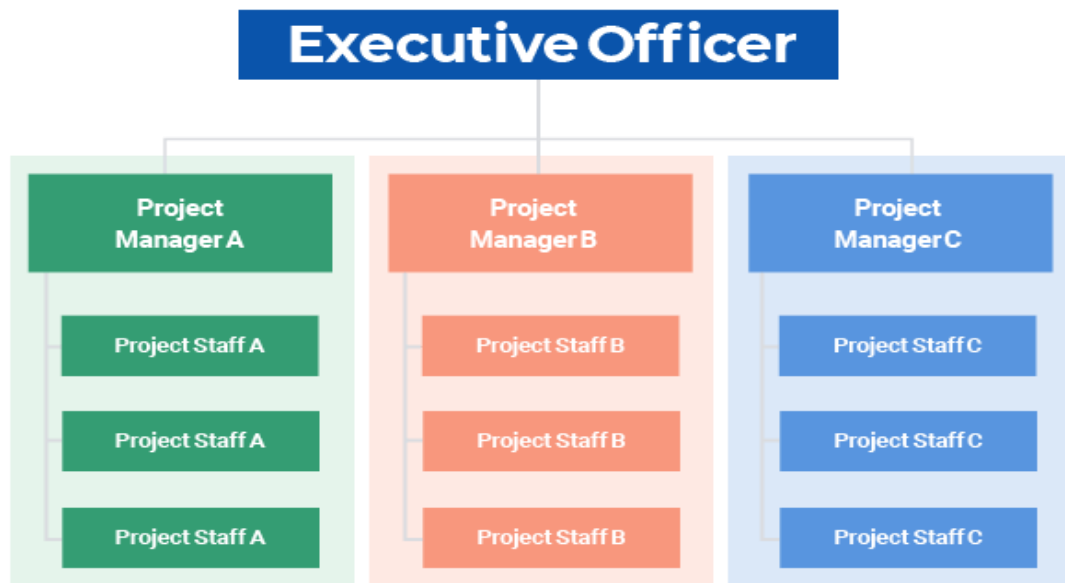 Executive Officer
Project
Manager A
Project Staff A
Project Staff A
Project Staff A
Project
Manager B
Project Staff B
Project Staff B
Project Staff B
Project
Manager C
Project Staff C
Project Staff C
Project Staff C